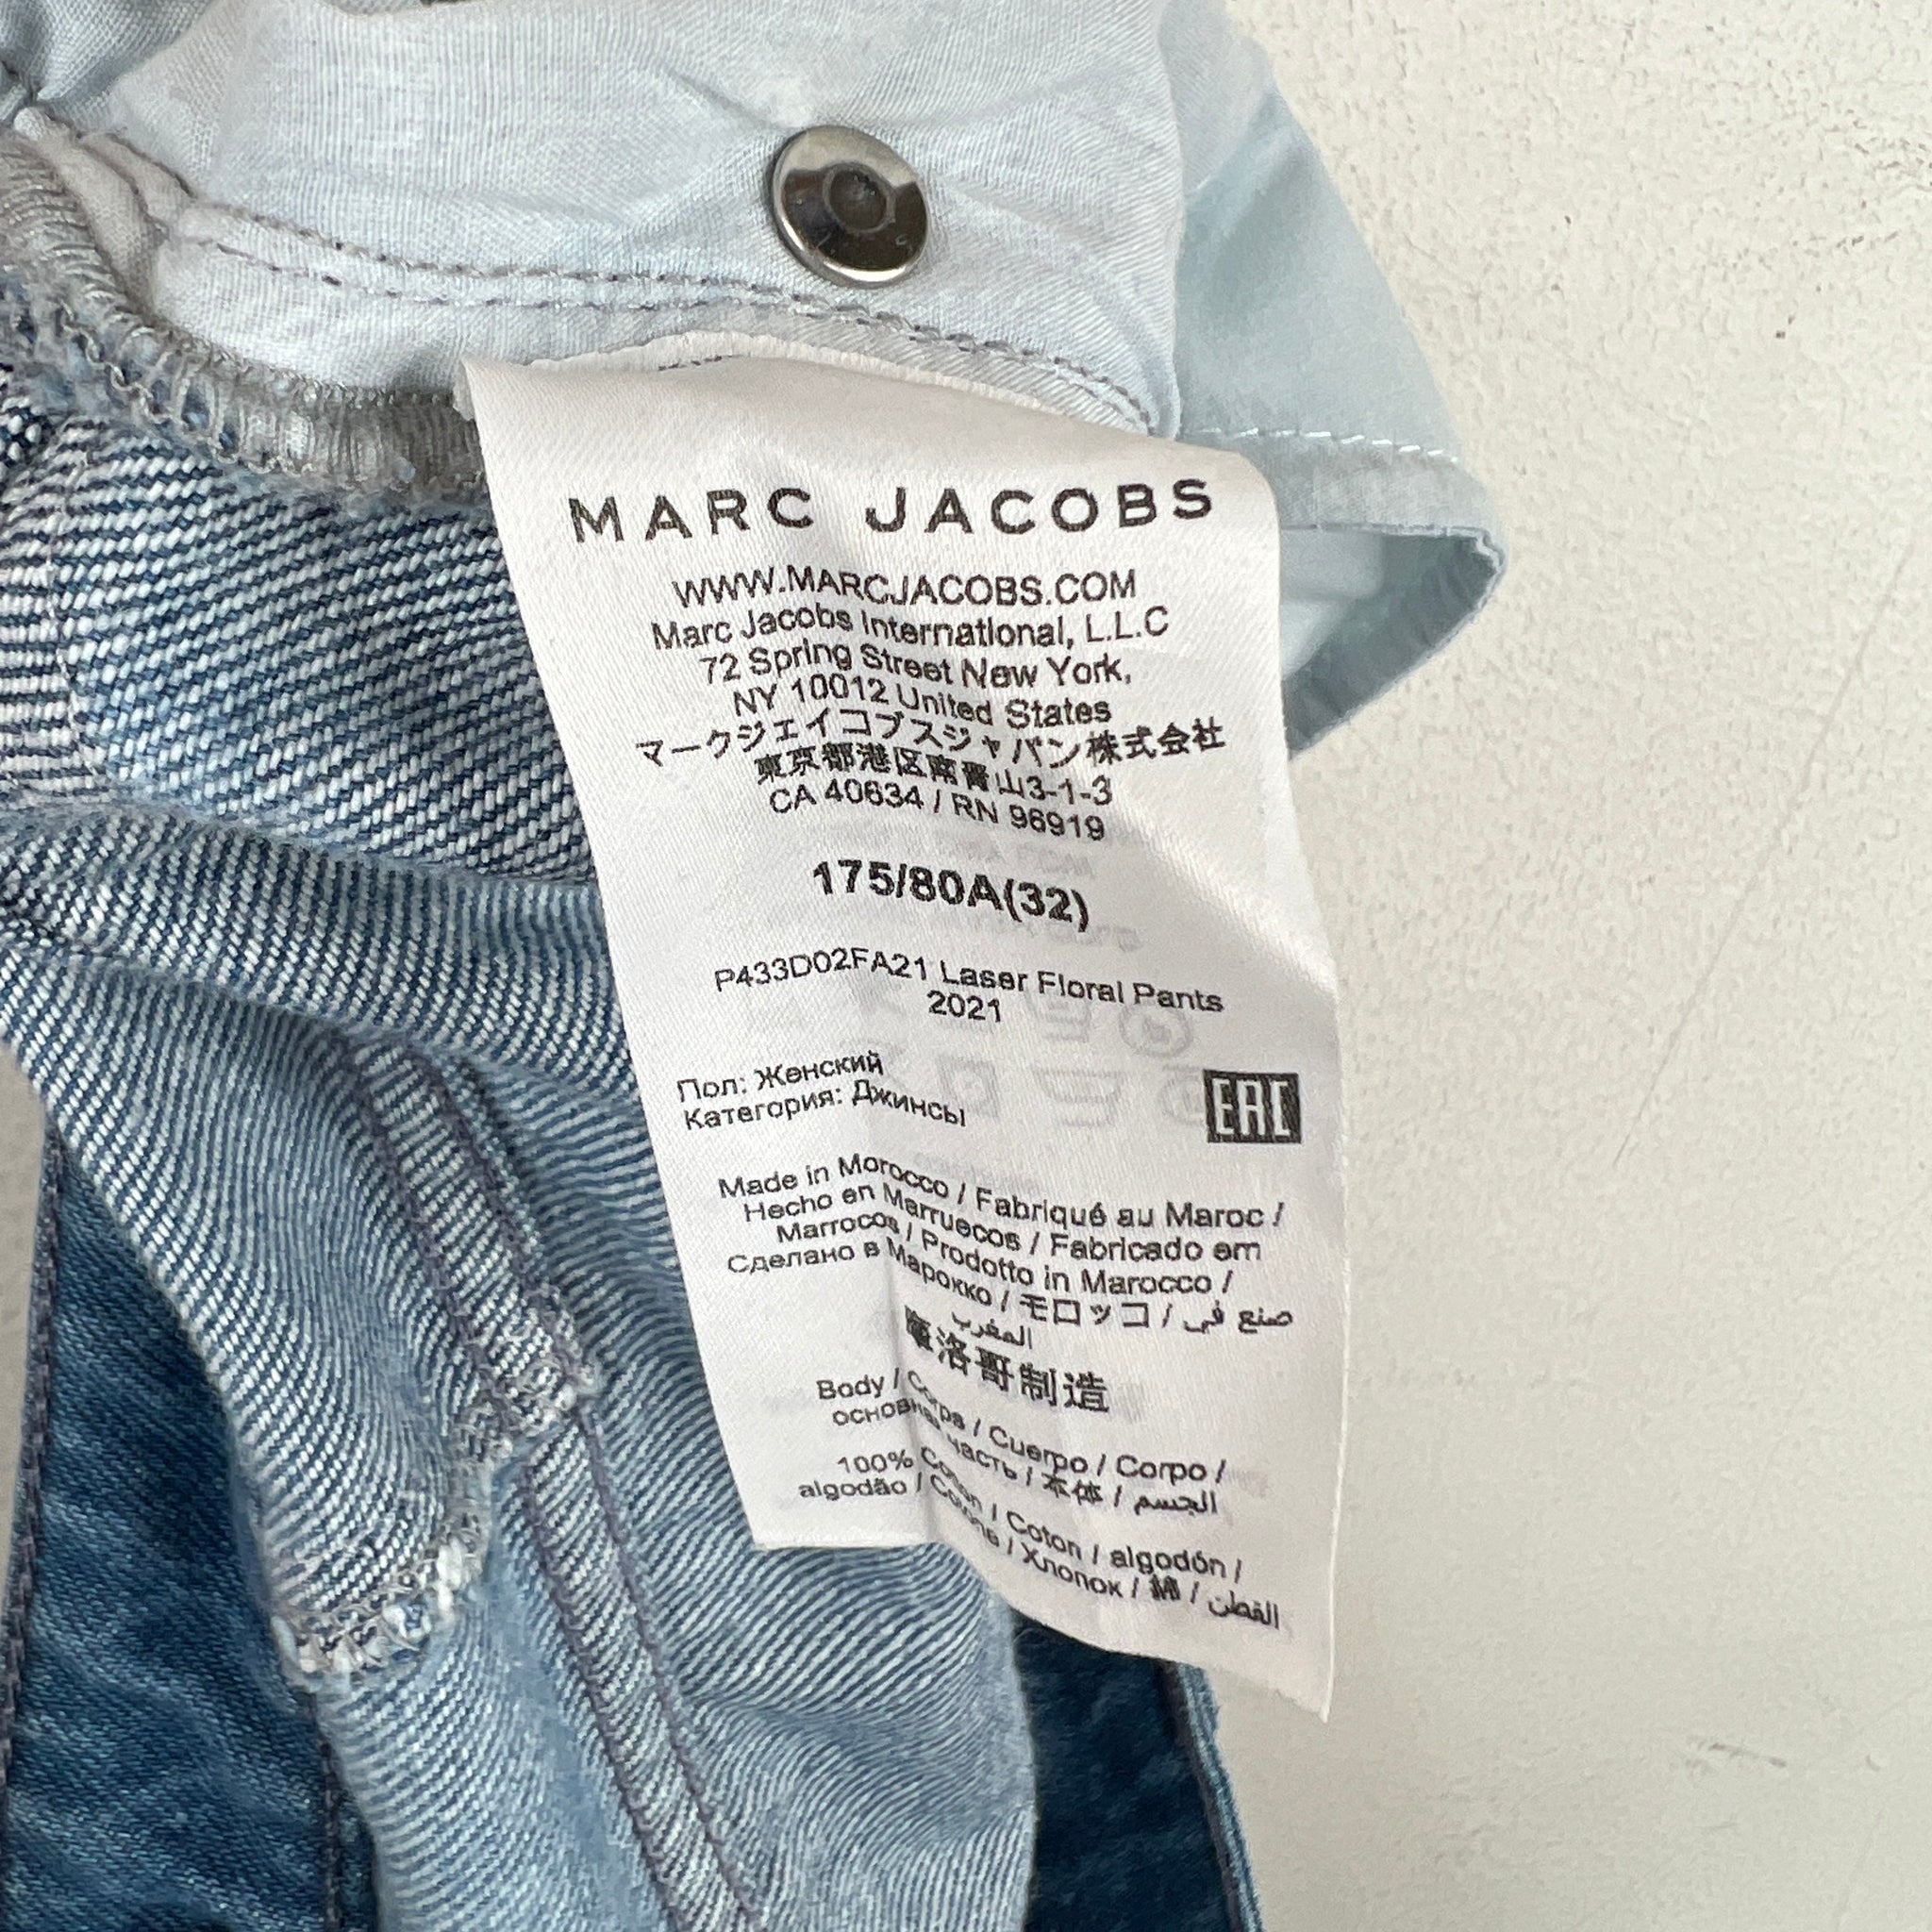 MARC JACOBS
WWW.MARCJACOBS.COM
Marc Jacobs International, L.L.C
72 Spring Street New York,
NY 10012 United States
マークジェイコブスジャパン株式会社
東京都港区南青山3-1-3
CA 40634 / RN 96919
175/80A(32)
P433D02FA21 Laser Floral Pants
2021
Пол: Женский
Категория: Джинсы
EAC
Made in Morocco / Fabriqué au Maroc /
Hecho en Marruecos / Fabricado em
Marrocos / Prodotto in Marocco /
Сделано в Марокко / モロッコ / صنع في
المغرب
摩洛哥制造
Body / Corps / Cuerpo / Corpo /
основная часть / 本体 / الجسم
100% Cotton / Coton / algodón /
algodão / Cotone / Хлопок / 綿 / القطن